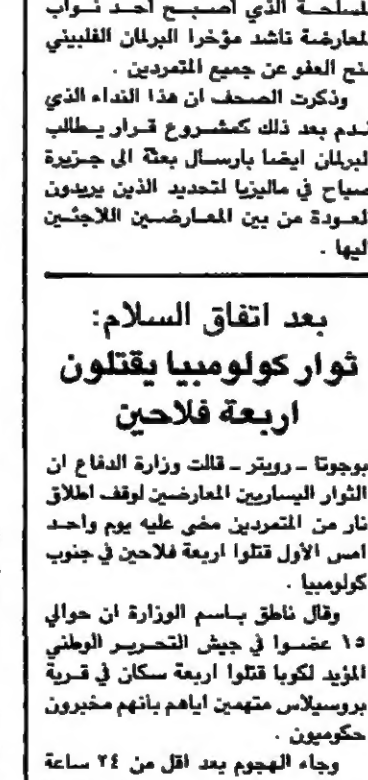 المسلحة الذي اصبح احد نواب
المعارضة ناشد مؤخرا البرلمان الفلبيني
منح العفو عن جميع المتمردين .
وذكرت الصحف ان هذا النداء الذي
قدم بعد ذلك كمشروع قرار يطالب
البرلمان ايضا بارسال بعثة الى جزيرة
صباح في ماليزيا لتحديد الذين يريدون
العودة من بين المعارضين اللاجئين
اليها .
بعد اتفاق السلام:
ثوار كولومبيا يقتلون
اربعة فلاحين
بوجوتا ـ رويتر ـ قالت وزارة الدفاع ان
الثوار اليساريين المعارضين لوقف اطلاق
نار من المتمردين مضى عليه يوم واحد
امس الأول قتلوا اربعة فلاحين في جنوب
كولومبيا .
وقال ناطق باسم الوزارة ان حوالي
١٥ عضوا في جيش التحرير الوطني
المؤيد لكوبا قتلوا اربعة سكان في قرية
بروسيلاس متهمين اياهم بانهم مخبرون
حكوميون .
وجاء الهجوم بعد اقل من ٢٤ ساعة